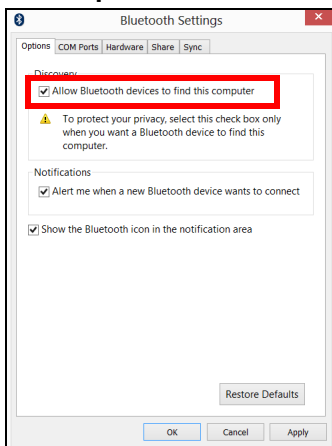 Bluetooth Settings
Options COM Ports Hardware Share Sync
Discovery
Allow Bluetooth devices to find this computer
To protect your privacy, select this check box only
when you want a Bluetooth device to find this
computer.
Notifications
Alert me when a new Bluetooth device wants to connect
Show the Bluetooth icon in the notification area
Restore Defaults
OK Cancel Apply